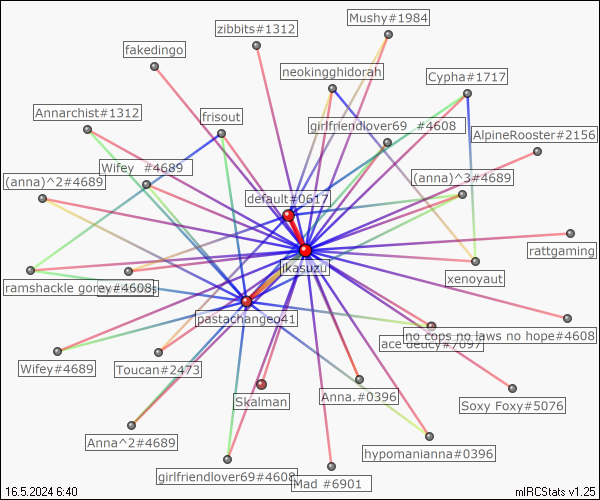 Mushy#1984
zibbits#1312
fakedingo
neokingghidorah
Cypha#1717
Annarchist#1312
frisout
girlfriendlover69 #4608
AlpineRooster#2156
Wifey #4689
(anna)^2#4689
(anna)^3#4689
default#0617
rattgaming
jkasuzu
xenoyaut
ramshackle gorey#4608
pastachangeo41
no cops no laws no hope#4608
ace deucy#7097
Wifey#4689
Toucan#2473
Skalman
Anna.#0396
Soxy Foxy#5076
Anna^2#4689
hypomanianna#0396
girlfriendlover69#4608
Mad #6901
16.5.2024 6:40
mIRCStats v1.25